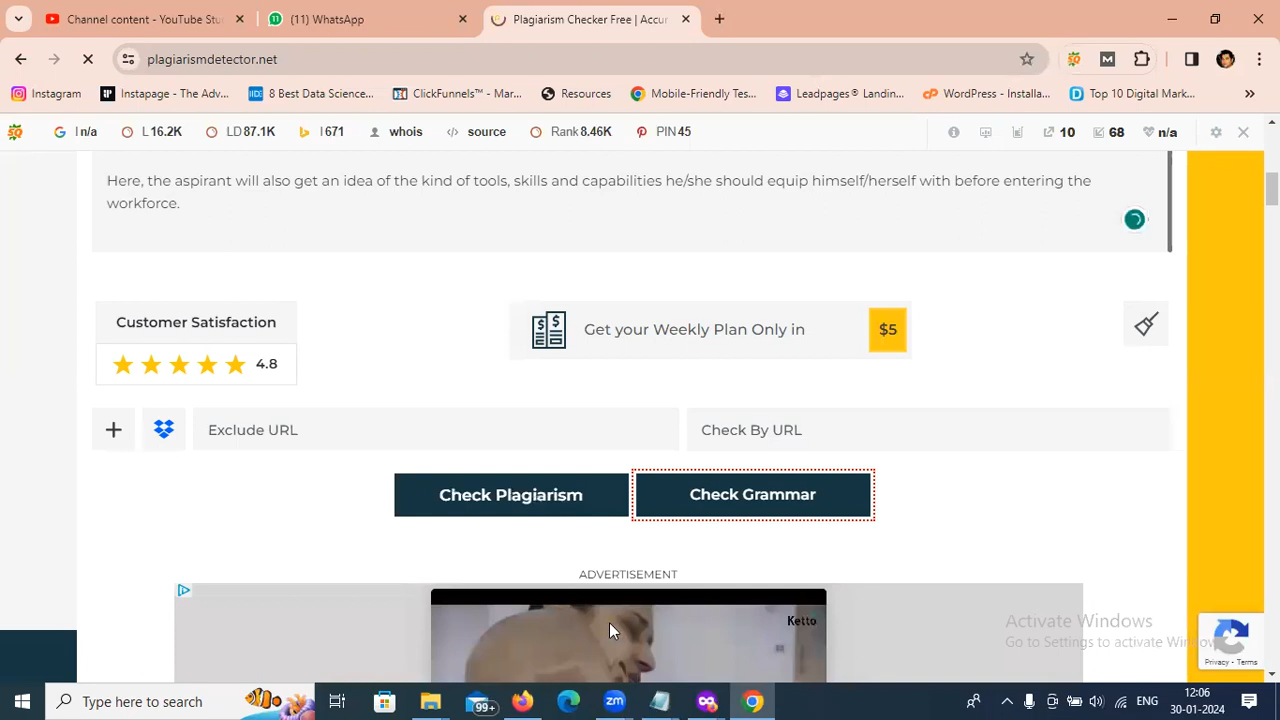 Channel content - YouTube Stu
(11) WhatsApp
Plagiarism Checker Free | Accur
plagiarismdetector.net
Instagram
Instapage - The Adv...
8 Best Data Science...
ClickFunnels™ - Mar...
Resources
Mobile-Friendly Tes...
Leadpages® Landin...
WordPress - Installa...
Top 10 Digital Mark...
I n/a
L 16.2K
LD 87.1K
I 671
whois
source
Rank 8.46K
PIN 45
10
68
n/a
Here, the aspirant will also get an idea of the kind of tools, skills and capabilities he/she should equip himself/herself with before entering the
workforce.
Customer Satisfaction
4.8
Get your Weekly Plan Only in
$5
Exclude URL
Check By URL
Check Plagiarism
Check Grammar
ADVERTISEMENT
Ketto
Activate Windows
Go to Settings to activate Windows.
Privacy - Terms
Type here to search
99+
ENG
12:06
30-01-2024